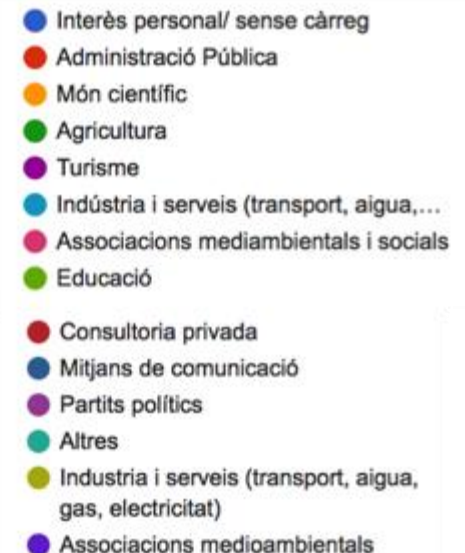 Interès personal/ sense càrreg
Administració Pública
Món científic
Agricultura
Turisme
Indústria i serveis (transport, aigua,…
Associacions mediambientals i socials
Educació
Consultoria privada
Mitjans de comunicació
Partits polítics
Altres
Industria i serveis (transport, aigua,
gas, electricitat)
Associacions medioambientals